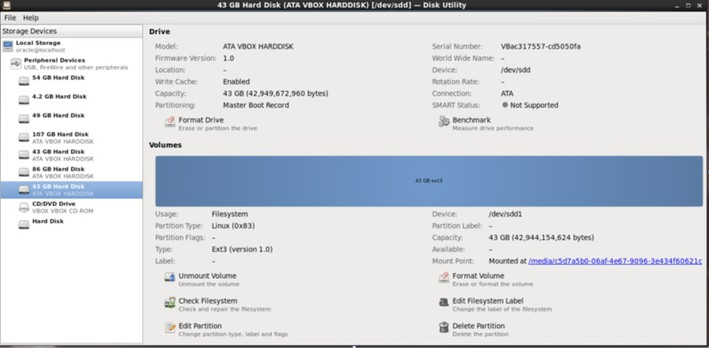 43 GB Hard Disk (ATA VBOX HARDDISK) [/dev/sdd] — Disk Utility
File Help
Storage Devices
Local Storage
oracle@localhost
Peripheral Devices
USB, FireWire and other peripherals
54 GB Hard Disk
4.2 GB Hard Disk
49 GB Hard Disk
107 GB Hard Disk
ATA VBOX HARDDISK
43 GB Hard Disk
ATA VBOX HARDDISK
86 GB Hard Disk
ATA VBOX HARDDISK
43 GB Hard Disk
ATA VBOX HARDDISK
CD/DVD Drive
VBOX VBOX CD-ROM
Hard Disk
Drive
Model: ATA VBOX HARDDISK Serial Number: VBac317557-cd5050fa
Firmware Version: 1.0 World Wide Name: –
Location: – Device: /dev/sdd
Write Cache: Enabled Rotation Rate: –
Capacity: 43 GB (42,949,672,960 bytes) Connection: ATA
Partitioning: Master Boot Record SMART Status: Not Supported
Format Drive Benchmark
Erase or partition the drive Measure drive performance
Volumes
43 GB ext3
Usage: Filesystem Device: /dev/sdd1
Partition Type: Linux (0x83) Partition Label: –
Partition Flags: – Capacity: 43 GB (42,944,154,624 bytes)
Type: Ext3 (version 1.0) Available: –
Label: – Mount Point: Mounted at /media/c5d7a5b0-06af-4e67-9096-3e434f60621c
Unmount Volume Format Volume
Unmount the volume Erase or format the volume
Check Filesystem Edit Filesystem Label
Check and repair the filesystem Change the label of the filesystem
Edit Partition Delete Partition
Change partition type, label and flags Delete the partition